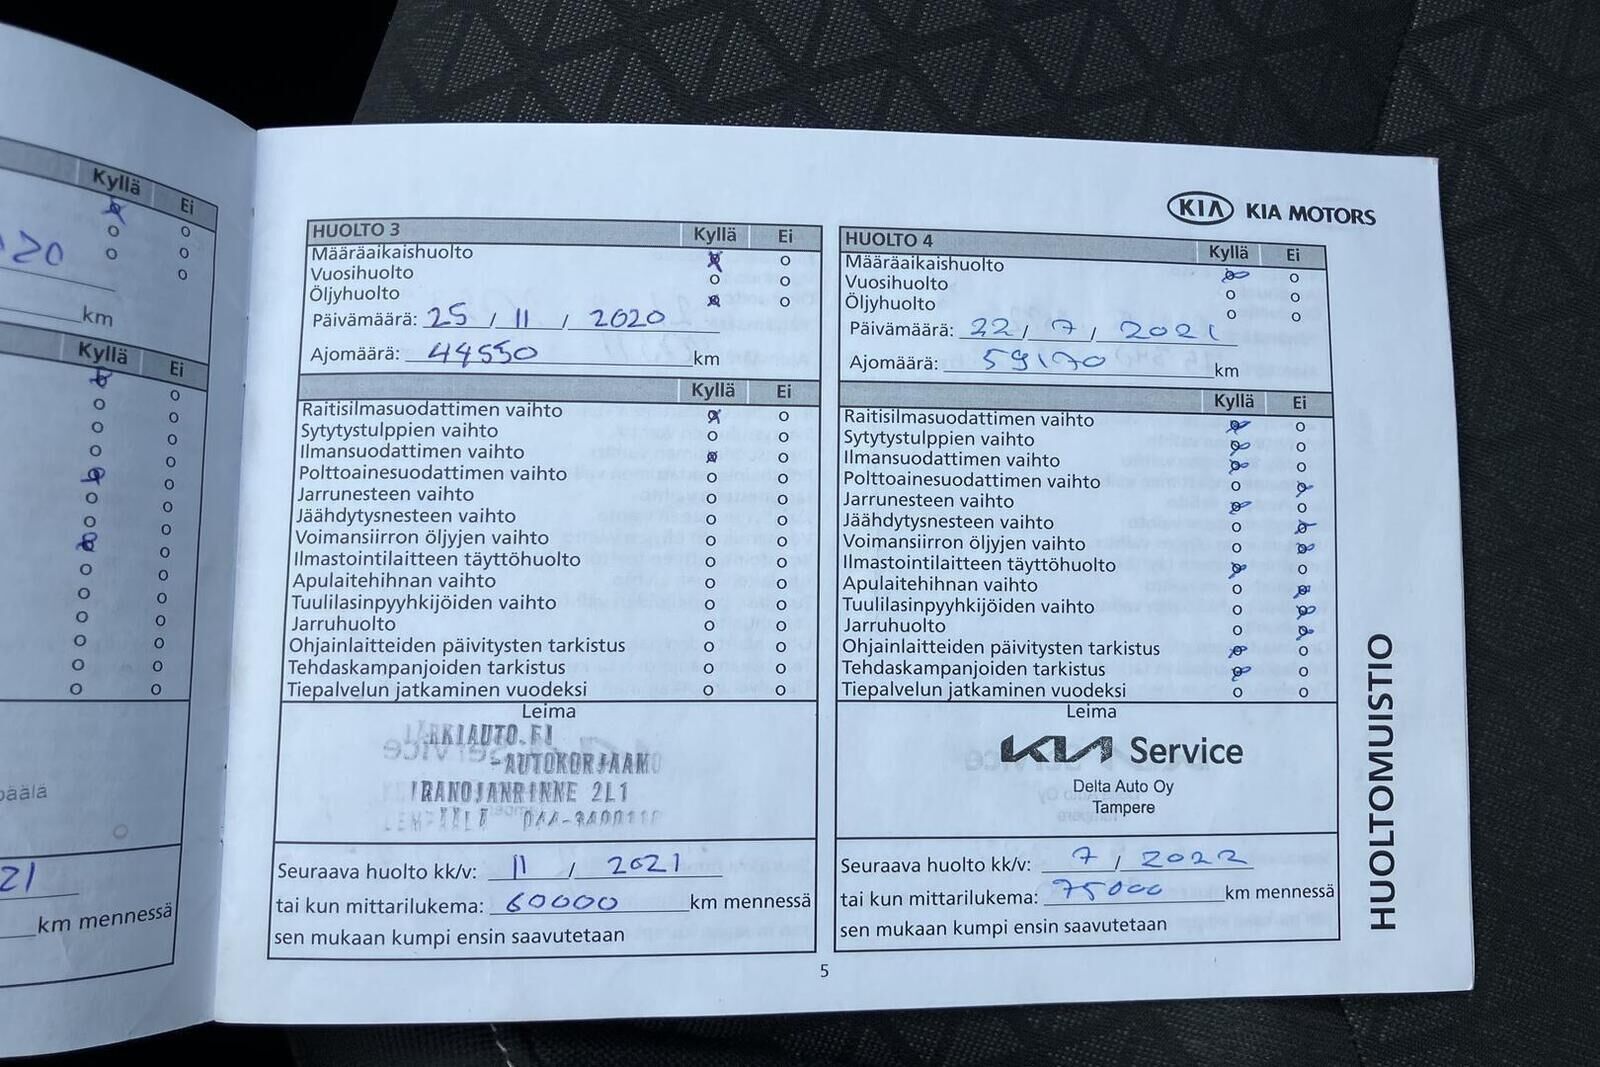 Kyllä Ei
20
km
Kyllä Ei
21
km mennessä
KIA KIA MOTORS
HUOLTO 3 Kyllä Ei
Määräaikaishuolto
Vuosihuolto
Öljyhuolto
Päivämäärä: 25 / 11 / 2020
Ajomäärä: 44550 km
Kyllä Ei
Raitisilmasuodattimen vaihto
Sytytystulppien vaihto
Ilmansuodattimen vaihto
Polttoainesuodattimen vaihto
Jarrunesteen vaihto
Jäähdytysnesteen vaihto
Voimansiirron öljyjen vaihto
Ilmastointilaitteen täyttöhuolto
Apulaitehihnan vaihto
Tuulilasinpyyhkijöiden vaihto
Jarruhuolto
Ohjainlaitteiden päivitysten tarkistus
Tehdaskampanjoiden tarkistus
Tiepalvelun jatkaminen vuodeksi
Leima
JÄRKIAUTO.FI
-AUTOKORJAAMO
2L1
Seuraava huolto kk/v: 11 / 2021
tai kun mittarilukema: 60000 km mennessä
sen mukaan kumpi ensin saavutetaan
HUOLTO 4 Kyllä Ei
Määräaikaishuolto
Vuosihuolto
Öljyhuolto
Päivämäärä: 22 / 7 / 2021
Ajomäärä: 59170 km
Kyllä Ei
Raitisilmasuodattimen vaihto
Sytytystulppien vaihto
Ilmansuodattimen vaihto
Polttoainesuodattimen vaihto
Jarrunesteen vaihto
Jäähdytysnesteen vaihto
Voimansiirron öljyjen vaihto
Ilmastointilaitteen täyttöhuolto
Apulaitehihnan vaihto
Tuulilasinpyyhkijöiden vaihto
Jarruhuolto
Ohjainlaitteiden päivitysten tarkistus
Tehdaskampanjoiden tarkistus
Tiepalvelun jatkaminen vuodeksi
Leima
KIA Service
Delta Auto Oy
Tampere
Seuraava huolto kk/v: 7 / 2022
tai kun mittarilukema: 75000 km mennessä
sen mukaan kumpi ensin saavutetaan
HUOLTOMUISTIO
5